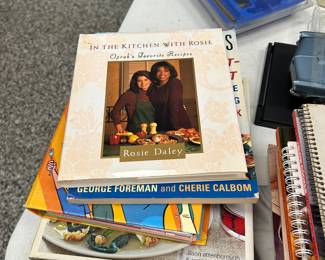 IN THE KITCHEN WITH ROSIE
Oprah's Favorite Recipes
Rosie Daley
GEORGE FOREMAN and CHERIE CALBOM